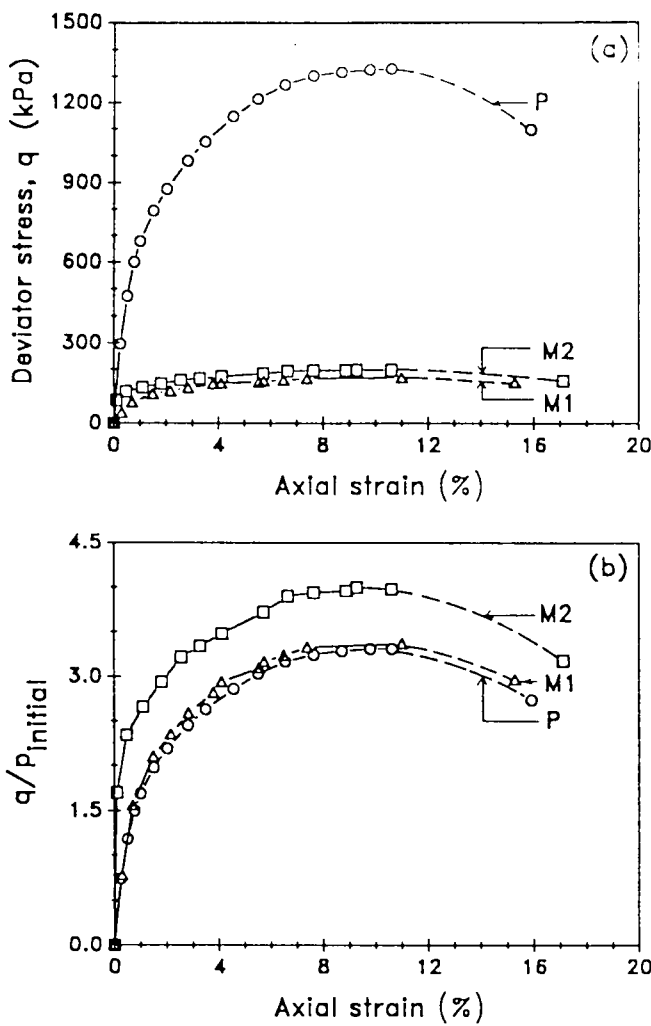 (a)
1500
1200
900
600
300
0
Deviator stress, q (kPa)
P
M2
M1
0 4 8 12 16 20
Axial strain (%)
(b)
4.5
3.0
1.5
0.0
q/pinitial
M2
M1
P
0 4 8 12 16 20
Axial strain (%)